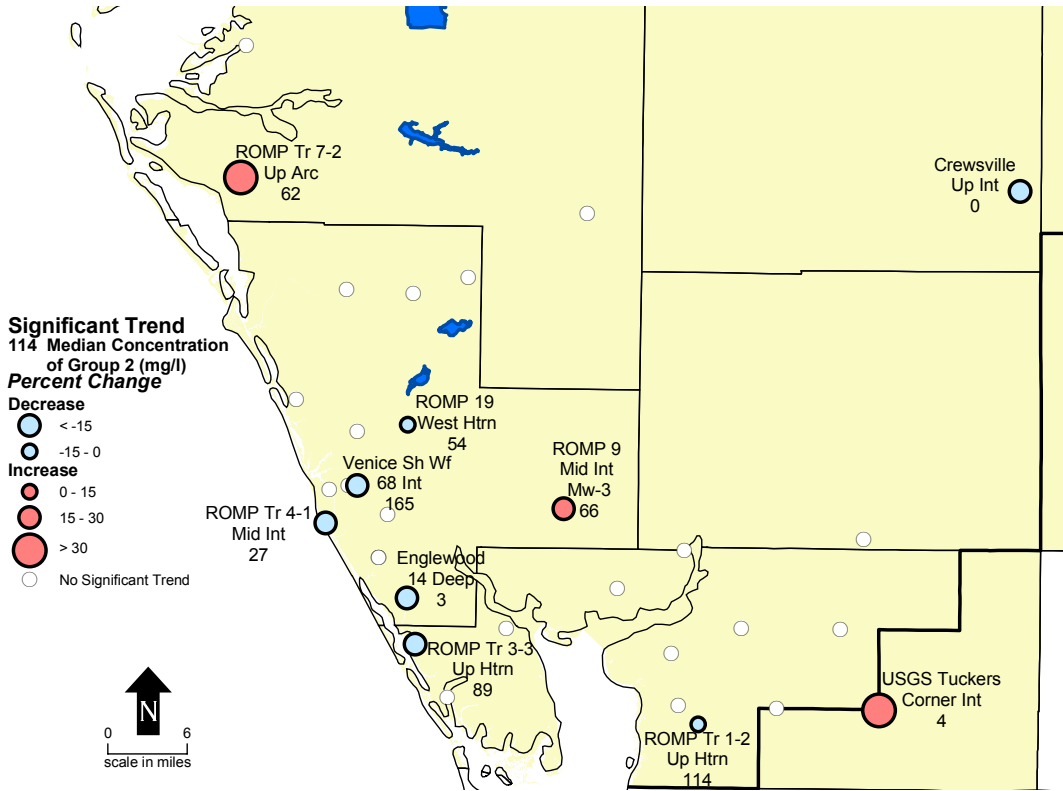 ROMP Tr 7-2
Up Arc
62
Crewsville
Up Int
0
Significant Trend
114 Median Concentration
of Group 2 (mg/l)
Percent Change
Decrease
< -15
-15 - 0
Increase
0 - 15
15 - 30
> 30
No Significant Trend
ROMP 19
West Htrn
54
Venice Sh Wf
68 Int
165
ROMP 9
Mid Int
Mw-3
66
ROMP Tr 4-1
Mid Int
27
Englewood
14 Deep
3
ROMP Tr 3-3
Up Htrn
89
USGS Tuckers
Corner Int
4
ROMP Tr 1-2
Up Htrn
114
N
0 6
scale in miles